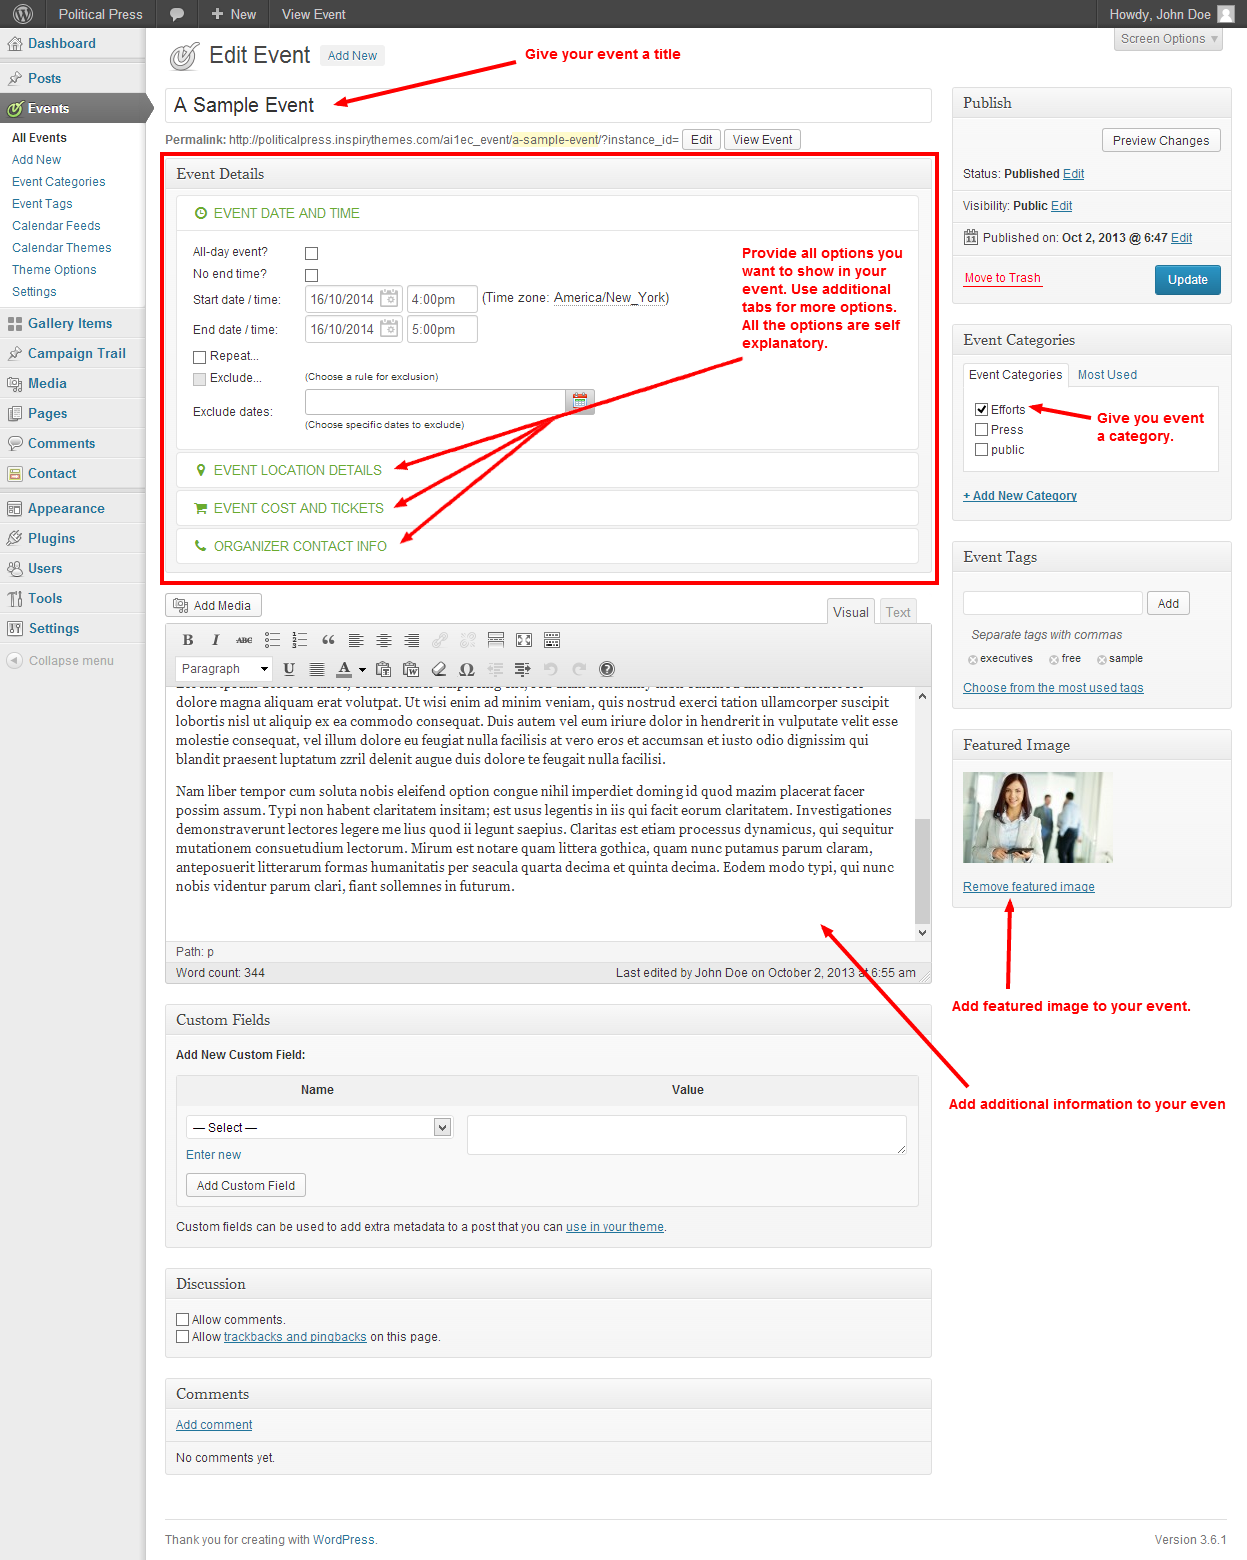 Political Press
New
View Event
Howdy, John Doe
Screen Options
Dashboard
Posts
Events
All Events
Add New
Event Categories
Event Tags
Calendar Feeds
Calendar Themes
Theme Options
Settings
Gallery Items
Campaign Trail
Media
Pages
Comments
Contact
Appearance
Plugins
Users
Tools
Settings
Collapse menu
Edit Event Add New
Give your event a title
A Sample Event
Permalink: http://politicalpress.inspirythemes.com/ai1ec_event/a-sample-event/?instance_id= Edit View Event
Event Details
EVENT DATE AND TIME
All-day event?
No end time?
Start date / time: 16/10/2014 4:00pm (Time zone: America/New_York)
End date / time: 16/10/2014 5:00pm
Repeat...
Exclude... (Choose a rule for exclusion)
Exclude dates:
(Choose specific dates to exclude)
Provide all options you
want to show in your
event. Use additional
tabs for more options.
All the options are self
explanatory.
EVENT LOCATION DETAILS
EVENT COST AND TICKETS
ORGANIZER CONTACT INFO
Add Media
Visual Text
B I ABC
Paragraph U A
dolore magna aliquam erat volutpat. Ut wisi enim ad minim veniam, quis nostrud exerci tation ullamcorper suscipit
lobortis nisl ut aliquip ex ea commodo consequat. Duis autem vel eum iriure dolor in hendrerit in vulputate velit esse
molestie consequat, vel illum dolore eu feugiat nulla facilisis at vero eros et accumsan et iusto odio dignissim qui
blandit praesent luptatum zzril delenit augue duis dolore te feugait nulla facilisi.
Nam liber tempor cum soluta nobis eleifend option congue nihil imperdiet doming id quod mazim placerat facer
possim assum. Typi non habent claritatem insitam; est usus legentis in iis qui facit eorum claritatem. Investigationes
demonstraverunt lectores legere me lius quod ii legunt saepius. Claritas est etiam processus dynamicus, qui sequitur
mutationem consuetudium lectorum. Mirum est notare quam littera gothica, quam nunc putamus parum claram,
anteposuerit litterarum formas humanitatis per seacula quarta decima et quinta decima. Eodem modo typi, qui nunc
nobis videntur parum clari, fiant sollemnes in futurum.
Path: p
Word count: 344
Last edited by John Doe on October 2, 2013 at 6:55 am
Custom Fields
Add New Custom Field:
Name Value
— Select —
Enter new
Add Custom Field
Custom fields can be used to add extra metadata to a post that you can use in your theme.
Discussion
Allow comments.
Allow trackbacks and pingbacks on this page.
Comments
Add comment
No comments yet.
Publish
Preview Changes
Status: Published Edit
Visibility: Public Edit
11 Published on: Oct 2, 2013 @ 6:47 Edit
Move to Trash
Update
Event Categories
Event Categories Most Used
Efforts
Press
public
Give you event
a category.
+ Add New Category
Event Tags
Add
Separate tags with commas
executives free sample
Choose from the most used tags
Featured Image
Remove featured image
Add featured image to your event.
Add additional information to your even
Thank you for creating with WordPress.
Version 3.6.1